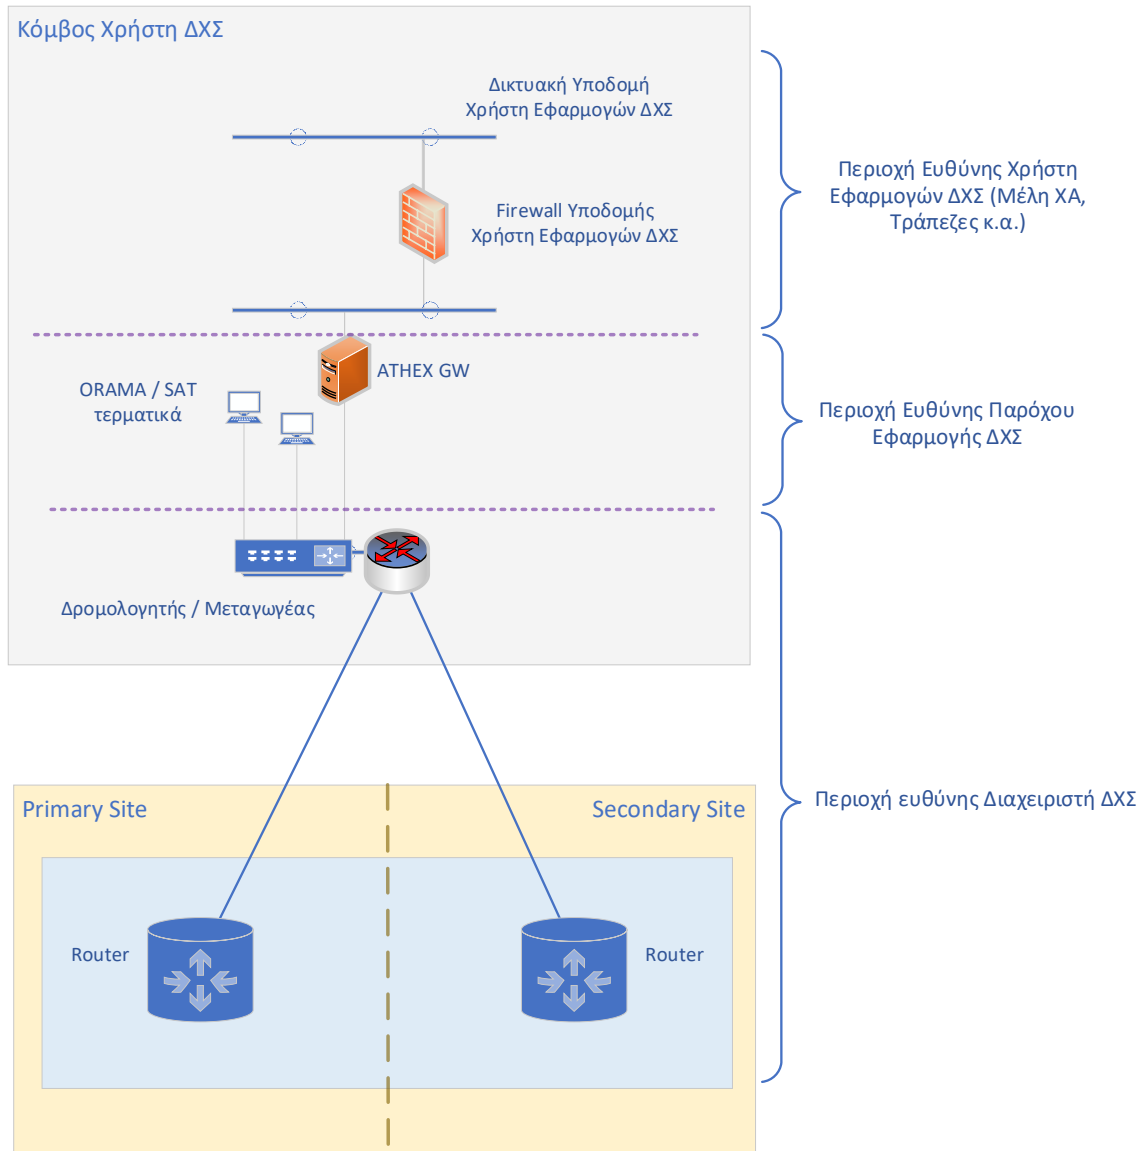 Κόμβος Χρήστη ΔΧΣ
Δικτυακή Υποδομή
Χρήστη Εφαρμογών ΔΧΣ
Firewall Υποδομής
Χρήστη Εφαρμογών ΔΧΣ
Περιοχή Ευθύνης Χρήστη
Εφαρμογών ΔΧΣ (Μέλη ΧΑ,
Τράπεζες κ.α.)
ATHEX GW
ORAMA / SAT
τερματικά
Περιοχή Ευθύνης Παρόχου
Εφαρμογής ΔΧΣ
Δρομολογητής / Μεταγωγέας
Primary Site
Secondary Site
Περιοχή ευθύνης Διαχειριστή ΔΧΣ
Router
Router